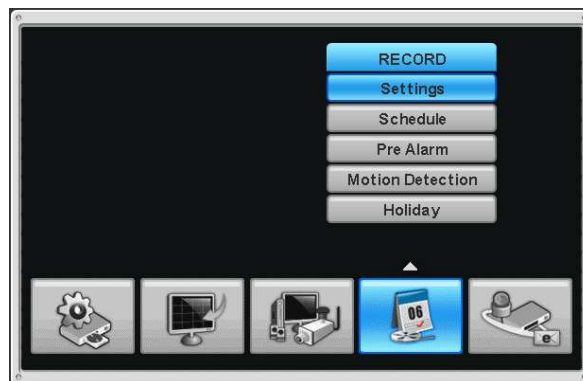 RECORD
Settings
Schedule
Pre Alarm
Motion Detection
Holiday
06
e